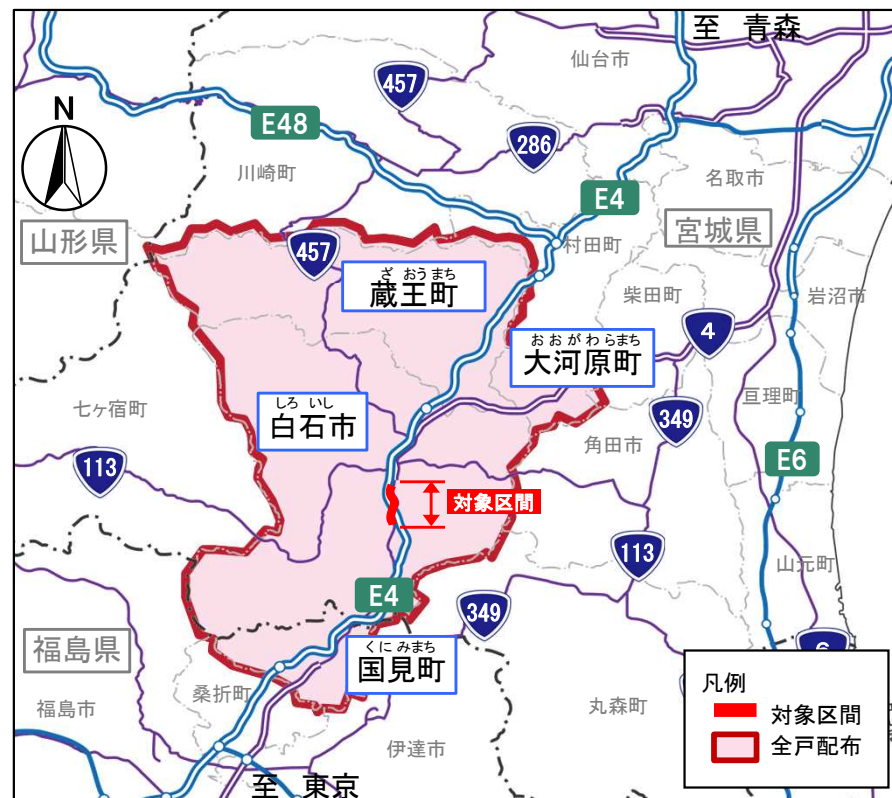 至 青森
仙台市
457
N
E48
286
川崎町
名取市
E4
山形県
宮城県
村田町
457
ざおうまち
蔵王町
柴田町
岩沼市
4
おおがわらまち
大河原町
七ヶ宿町
しろいし
白石市
亘理町
349
角田市
113
E6
対象区間
113
山元町
E4
349
6
福島県
くにみまち
国見町
凡例
対象区間
全戸配布
桑折町
福島市
丸森町
伊達市
至 東京